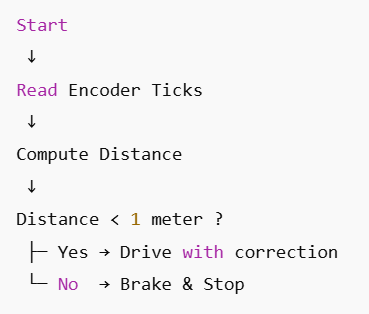 Start
↓
Read Encoder Ticks
↓
Compute Distance
↓
Distance < 1 meter ?
├─ Yes → Drive with correction
└─ No  → Brake & Stop